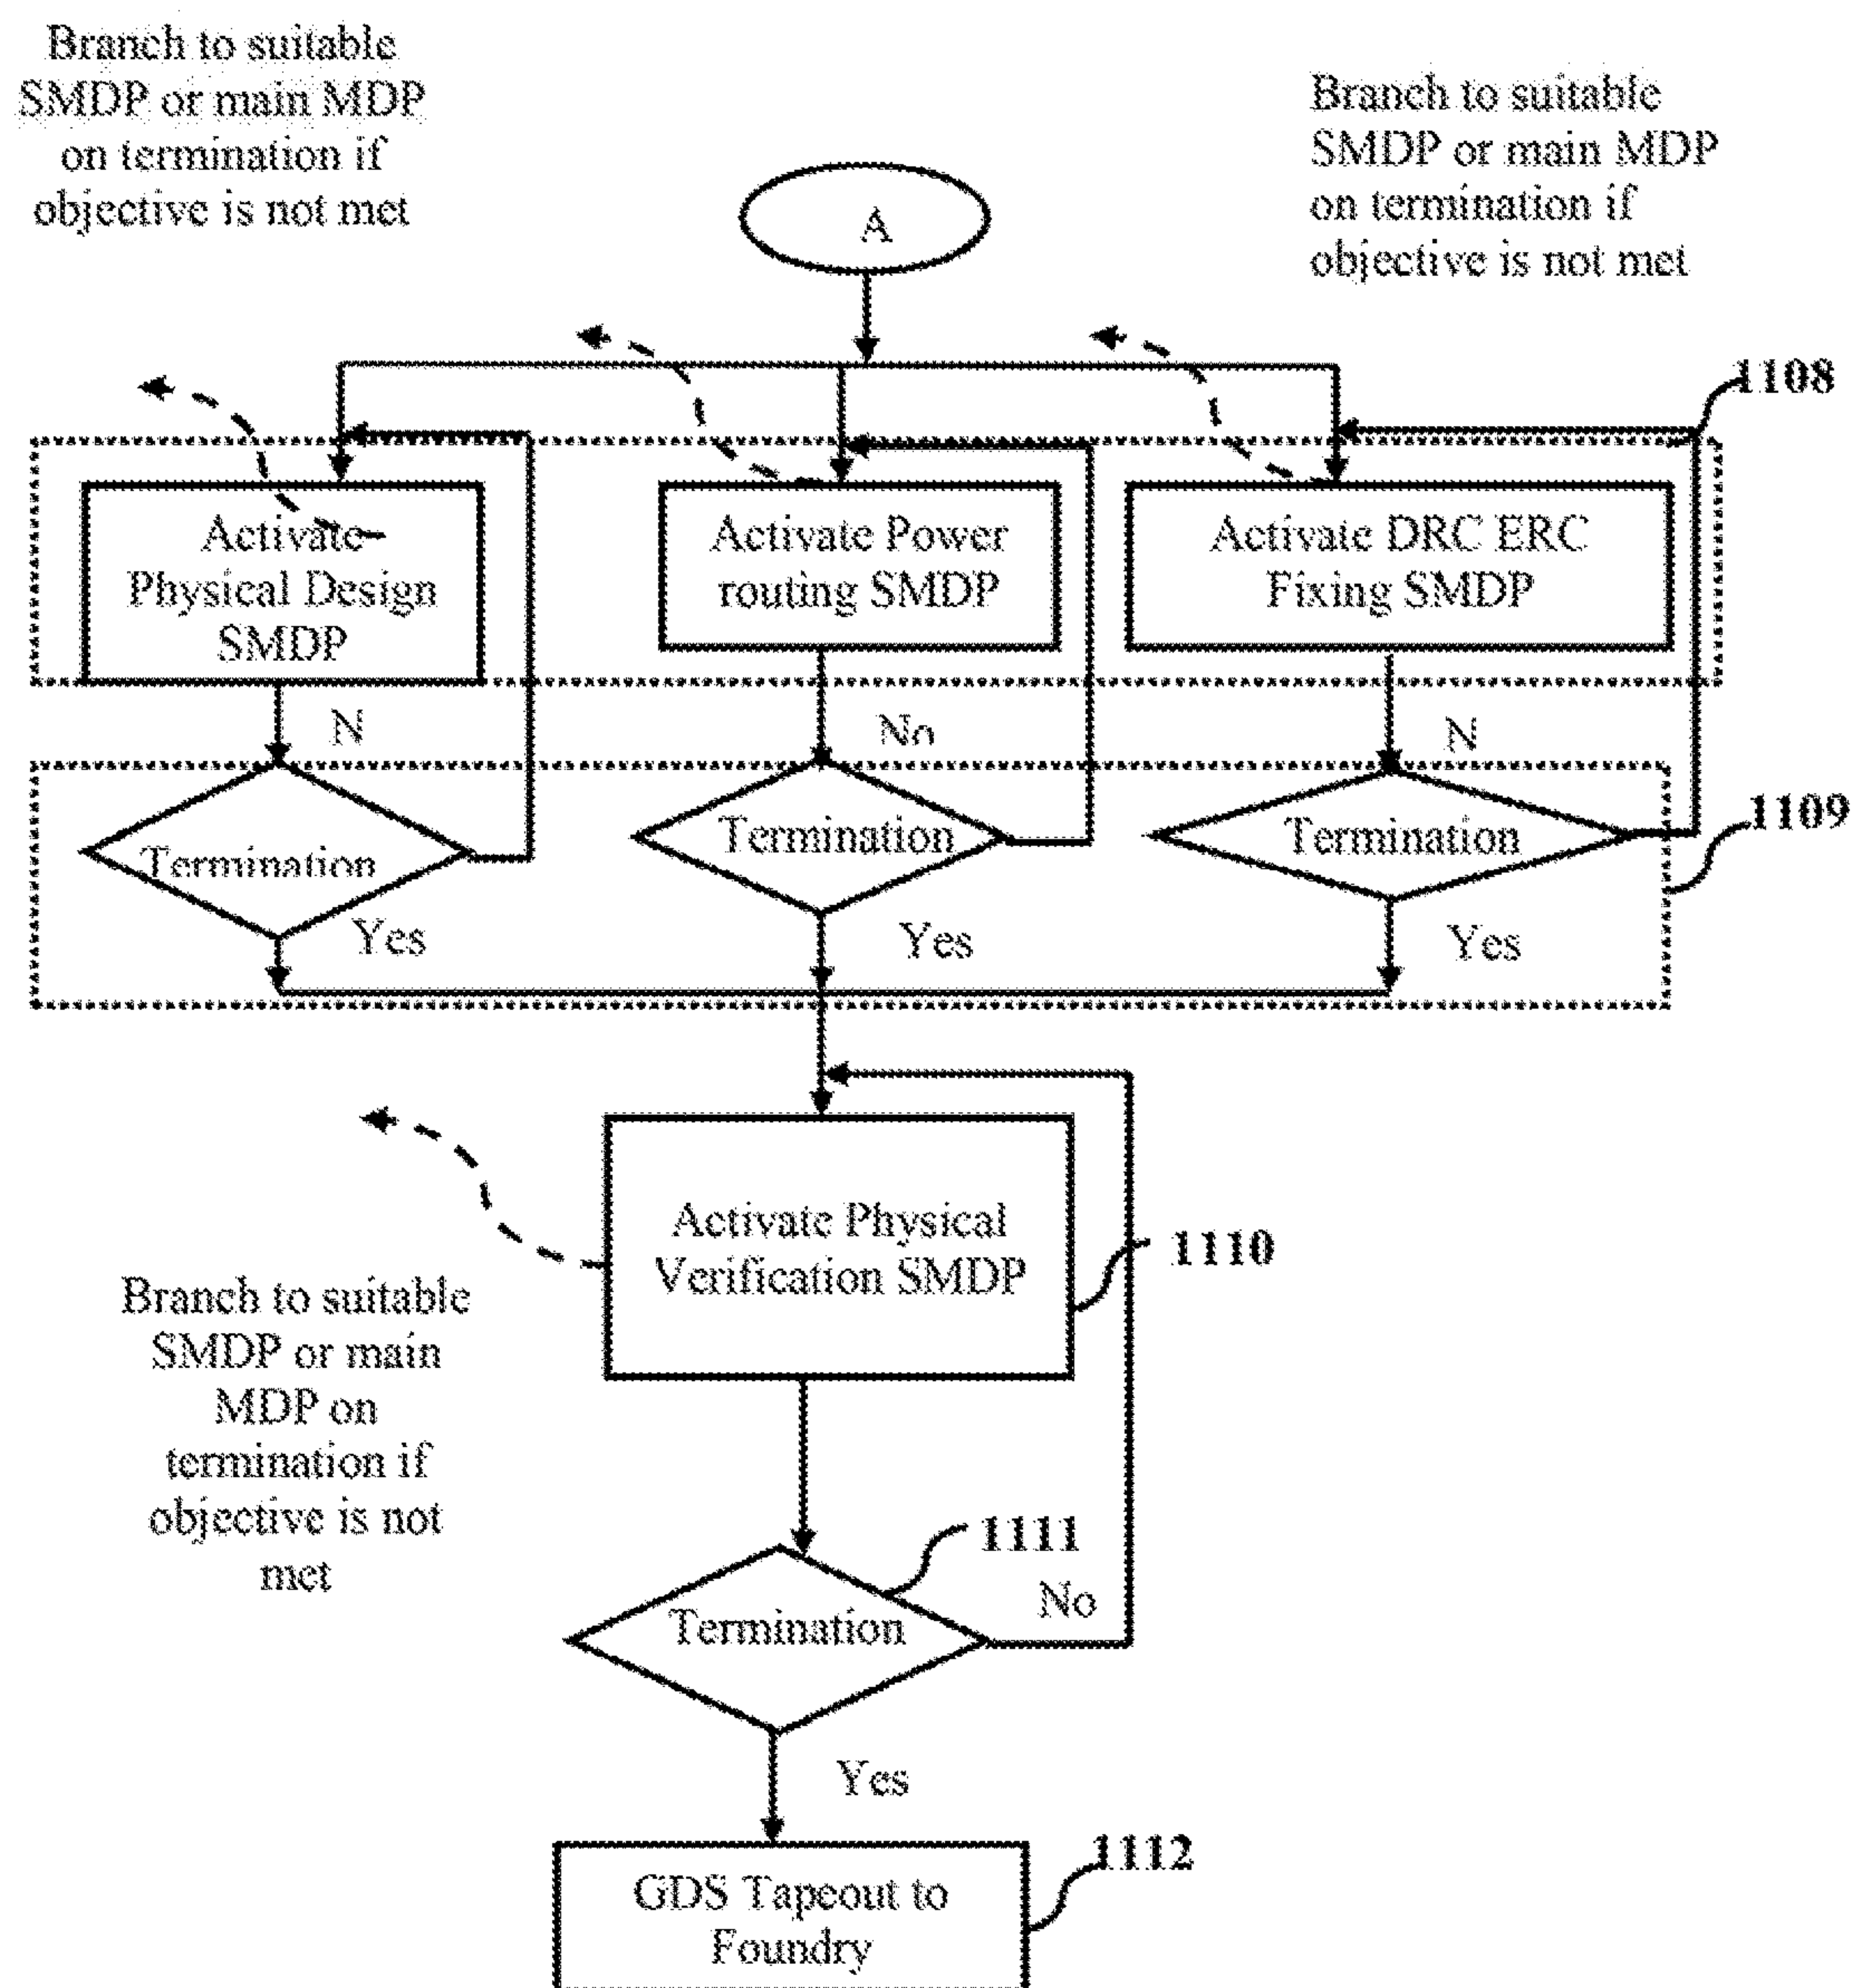 Branch to suitable
SMDP or main MDP
on termination if
objective is not met
Branch to suitable
SMDP or main MDP
on termination if
objective is not met
A
1108
Activate
Physical Design
SMDP
Activate Power
routing SMDP
Activate DRC ERC
Fixing SMDP
N
No
N
Termination
Termination
Termination
1109
Yes
Yes
Yes
Activate Physical
Verification SMDP
1110
Branch to suitable
SMDP or main
MDP on
termination if
objective is not
met
1111
Termination
No
Yes
GDS Tapeout to
Foundry
1112